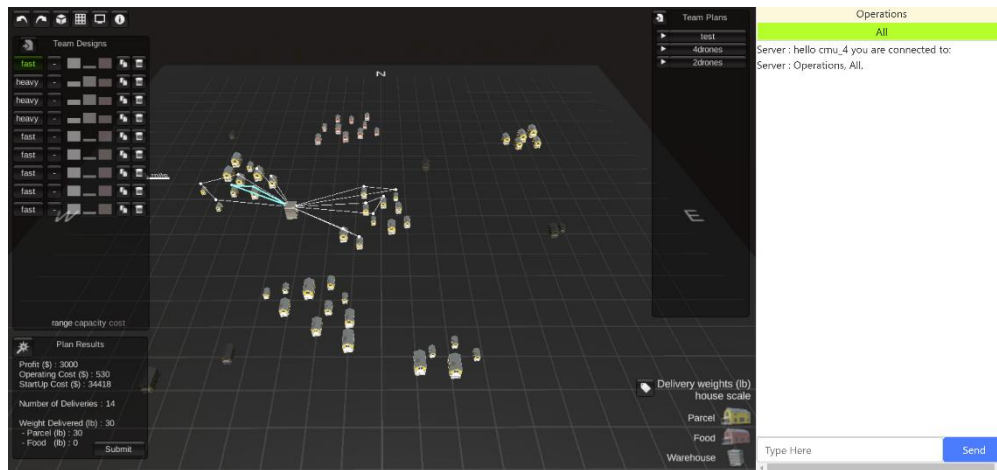 Team Designs
fast -
heavy -
heavy -
heavy -
fast -
fast -
fast -
fast -
fast -
range capacity cost
Plan Results
Profit ($) : 3000
Operating Cost ($) : 530
StartUp Cost ($) : 34418
Number of Deliveries : 14
Weight Delivered (lb) : 30
- Parcel (lb) : 30
- Food (lb) : 0
Submit
N
W
E
Team Plans
test
4drones
2drones
Delivery weights (lb)
house scale
Parcel
Food
Warehouse
Operations
All
Server : hello cmu_4 you are connected to:
Server : Operations, All,
Type Here
Send